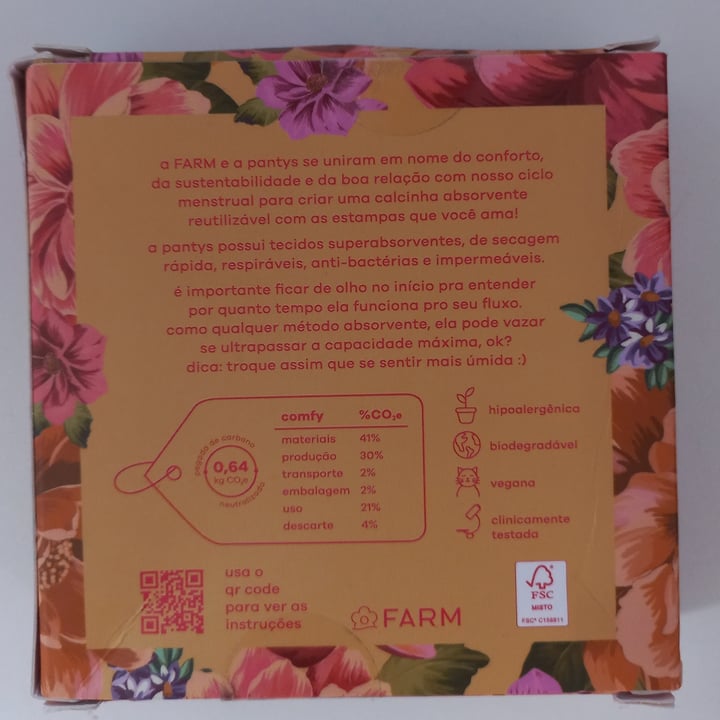 a FARM e a pantys se uniram em nome do conforto,
da sustentabilidade e da boa relação com nosso ciclo
menstrual para criar uma calcinha absorvente
reutilizável com as estampas que você ama!
a pantys possui tecidos superabsorventes, de secagem
rápida, respiráveis, anti-bactérias e impermeáveis.
é importante ficar de olho no início pra entender
por quanto tempo ela funciona pro seu fluxo.
como qualquer método absorvente, ela pode vazar
se ultrapassar a capacidade máxima, ok?
dica: troque assim que se sentir mais úmida :)
pegada de carbono
0,64
kg CO₂e
neutralizada
comfy %CO₂e
materiais 41%
produção 30%
transporte 2%
embalagem 2%
uso 21%
descarte 4%
hipoalergênica
biodegradável
vegana
clinicamente
testada
usa o
qr code
para ver as
instruções
FARM
FSC
MISTO
FSC® C156811